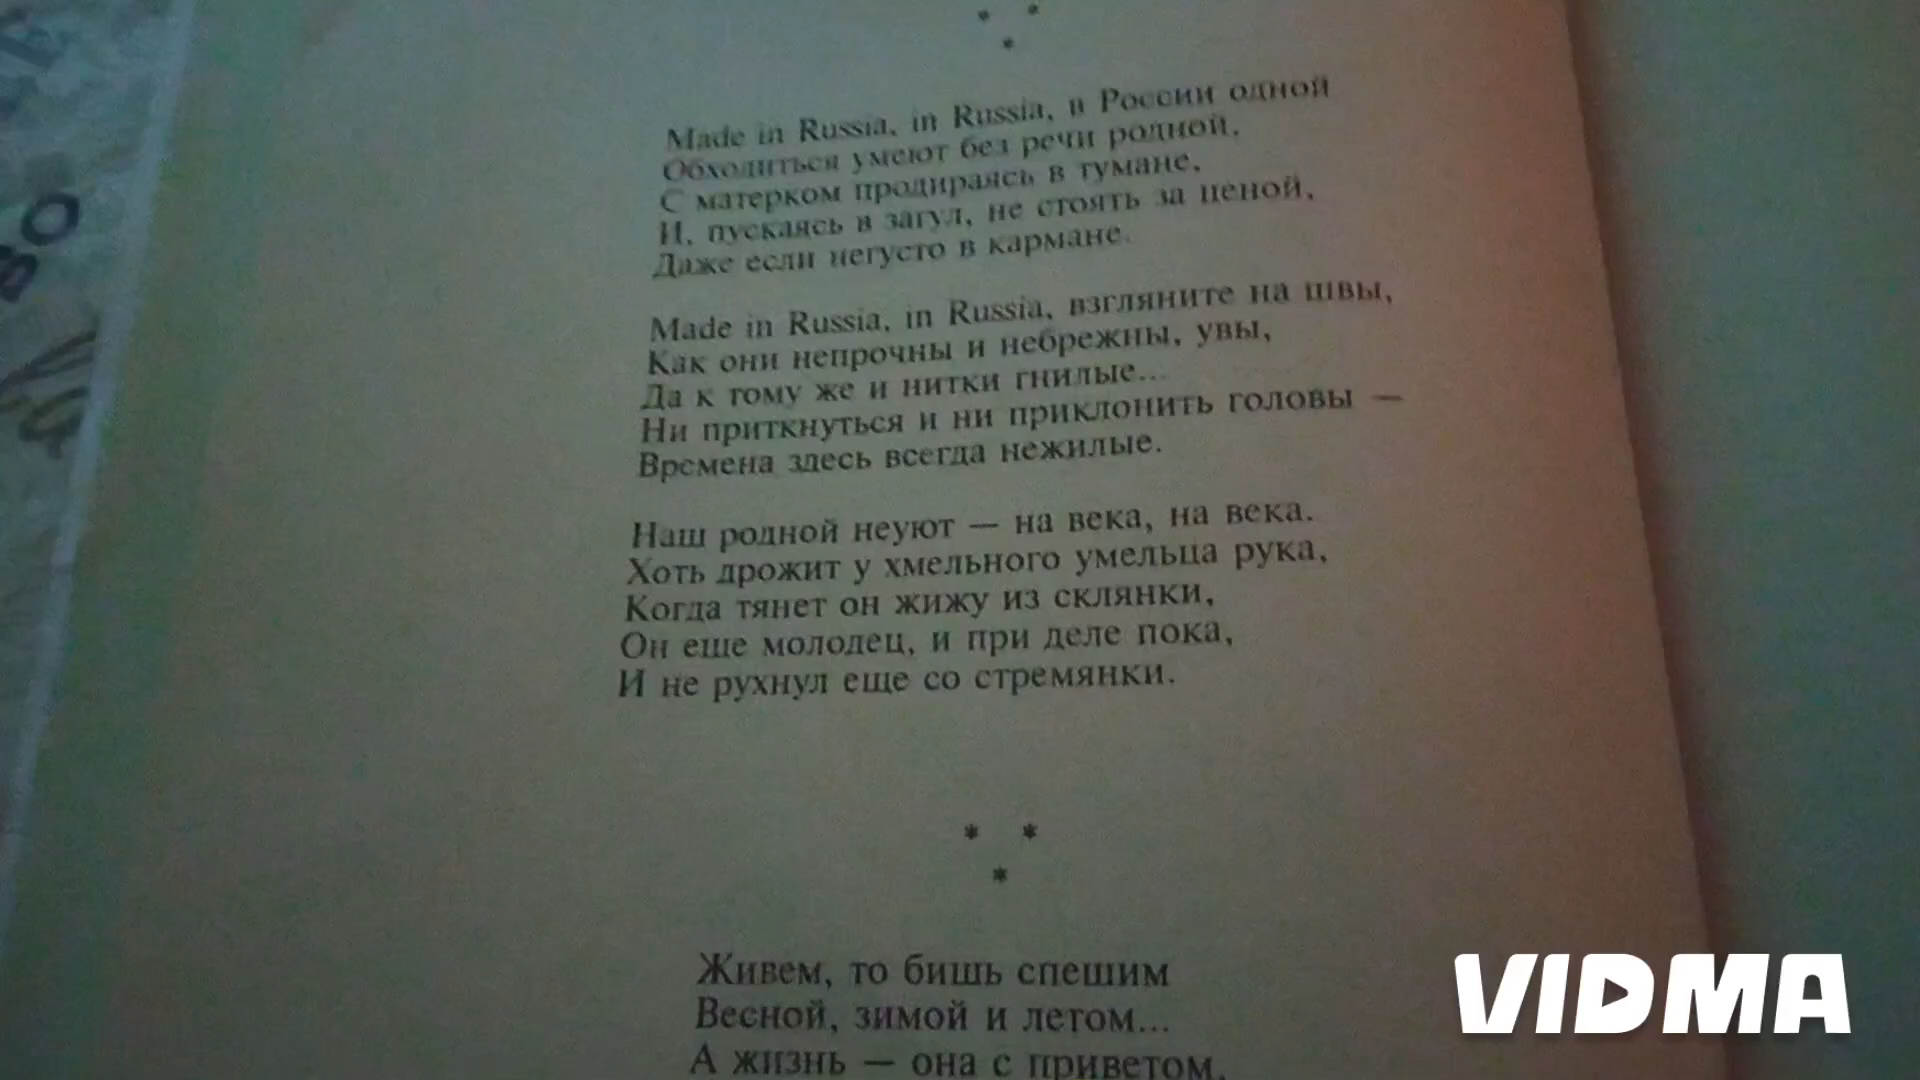 * *
*
Made in Russia, in Russia, в России одной
Обходиться умеют без речи родной,
С матерком продираясь в тумане,
И, пускаясь в загул, не стоять за ценой,
Даже если негусто в кармане.
Made in Russia, in Russia, взгляните на швы,
Как они непрочны и небрежны, увы,
Да к тому же и нитки гнилые...
Ни приткнуться и ни приклонить головы —
Времена здесь всегда нежилые.
Наш родной неуют — на века, на века.
Хоть дрожит у хмельного умельца рука,
Когда тянет он жижу из склянки,
Он еще молодец, и при деле пока,
И не рухнул еще со стремянки.
* *
*
Живем, то бишь спешим
Весной, зимой и летом...
А жизнь — она с приветом,
VIDMA